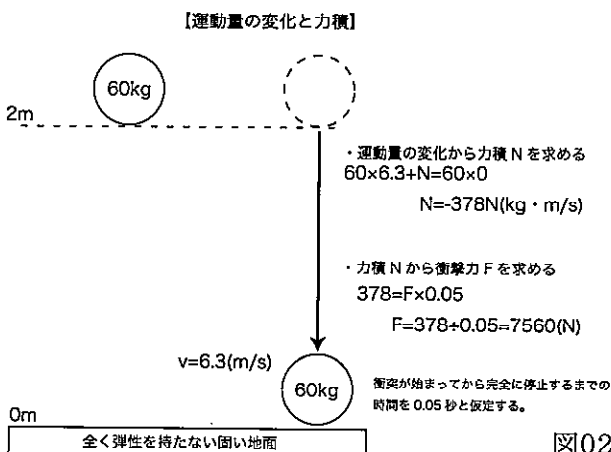 【運動量の変化と力積】
60kg
2m
・運動量の変化から力積 N を求める
60×6.3+N=60×0
N=-378N(kg・m/s)
・力積 N から衝撃力 F を求める
378=F×0.05
F=378÷0.05=7560(N)
v=6.3(m/s)
60kg
衝突が始まってから完全に停止するまでの
時間を 0.05 秒と仮定する。
0m
全く弾性を持たない固い地面
図02